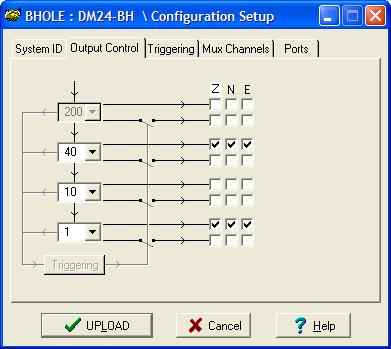 BHOLE : DM24-BH \ Configuration Setup
System ID Output Control Triggering Mux Channels Ports
Z N E
200
40
10
1
Triggering
UPLOAD Cancel Help